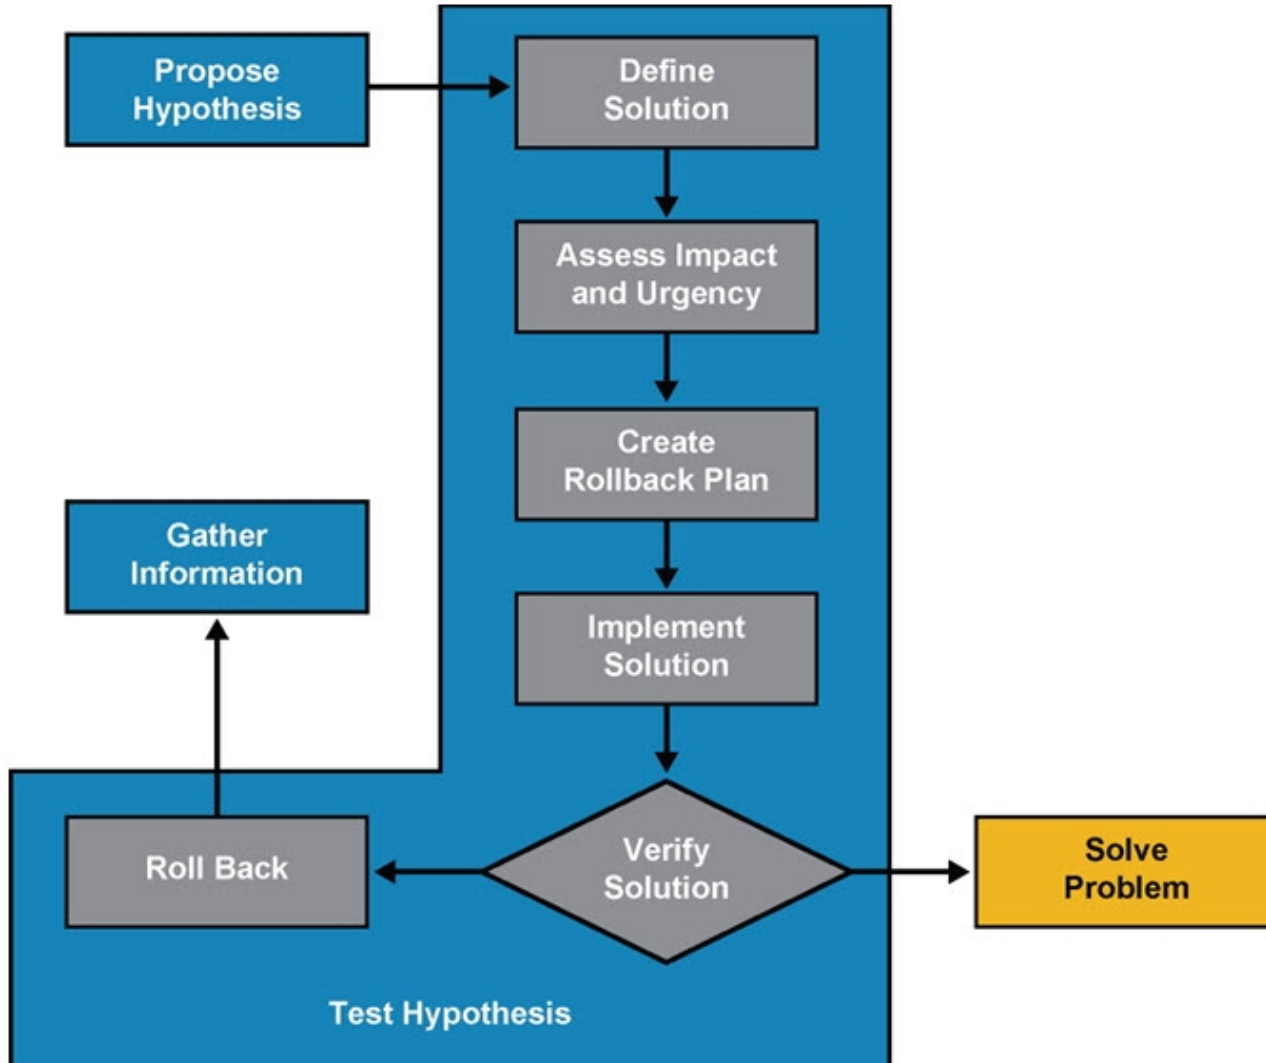 Propose
Hypothesis
Define
Solution
Assess Impact
and Urgency
Create
Rollback Plan
Gather
Information
Implement
Solution
Roll Back
Verify
Solution
Solve
Problem
Test Hypothesis